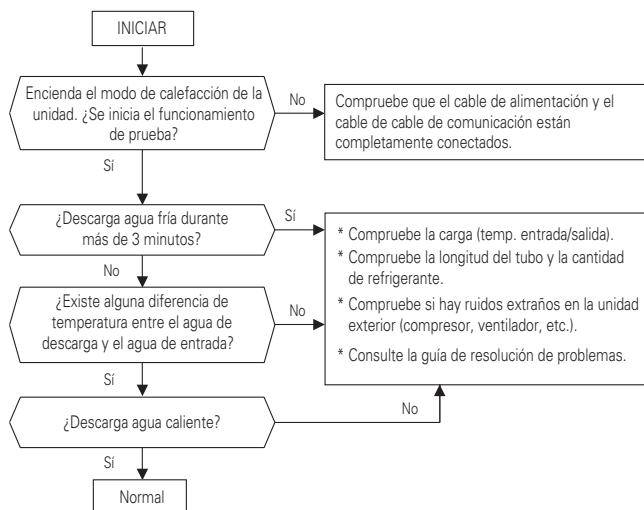 INICIAR
Encienda el modo de calefacción de la
unidad. ¿Se inicia el funcionamiento
de prueba?
No
Compruebe que el cable de alimentación y el
cable de cable de comunicación están
completamente conectados.
Sí
¿Descarga agua fría durante
más de 3 minutos?
Sí
* Compruebe la carga (temp. entrada/salida).
* Compruebe la longitud del tubo y la cantidad
de refrigerante.
* Compruebe si hay ruidos extraños en la unidad
exterior (compresor, ventilador, etc.).
* Consulte la guía de resolución de problemas.
No
¿Existe alguna diferencia de
temperatura entre el agua de
descarga y el agua de entrada?
No
Sí
¿Descarga agua caliente?
No
Sí
Normal